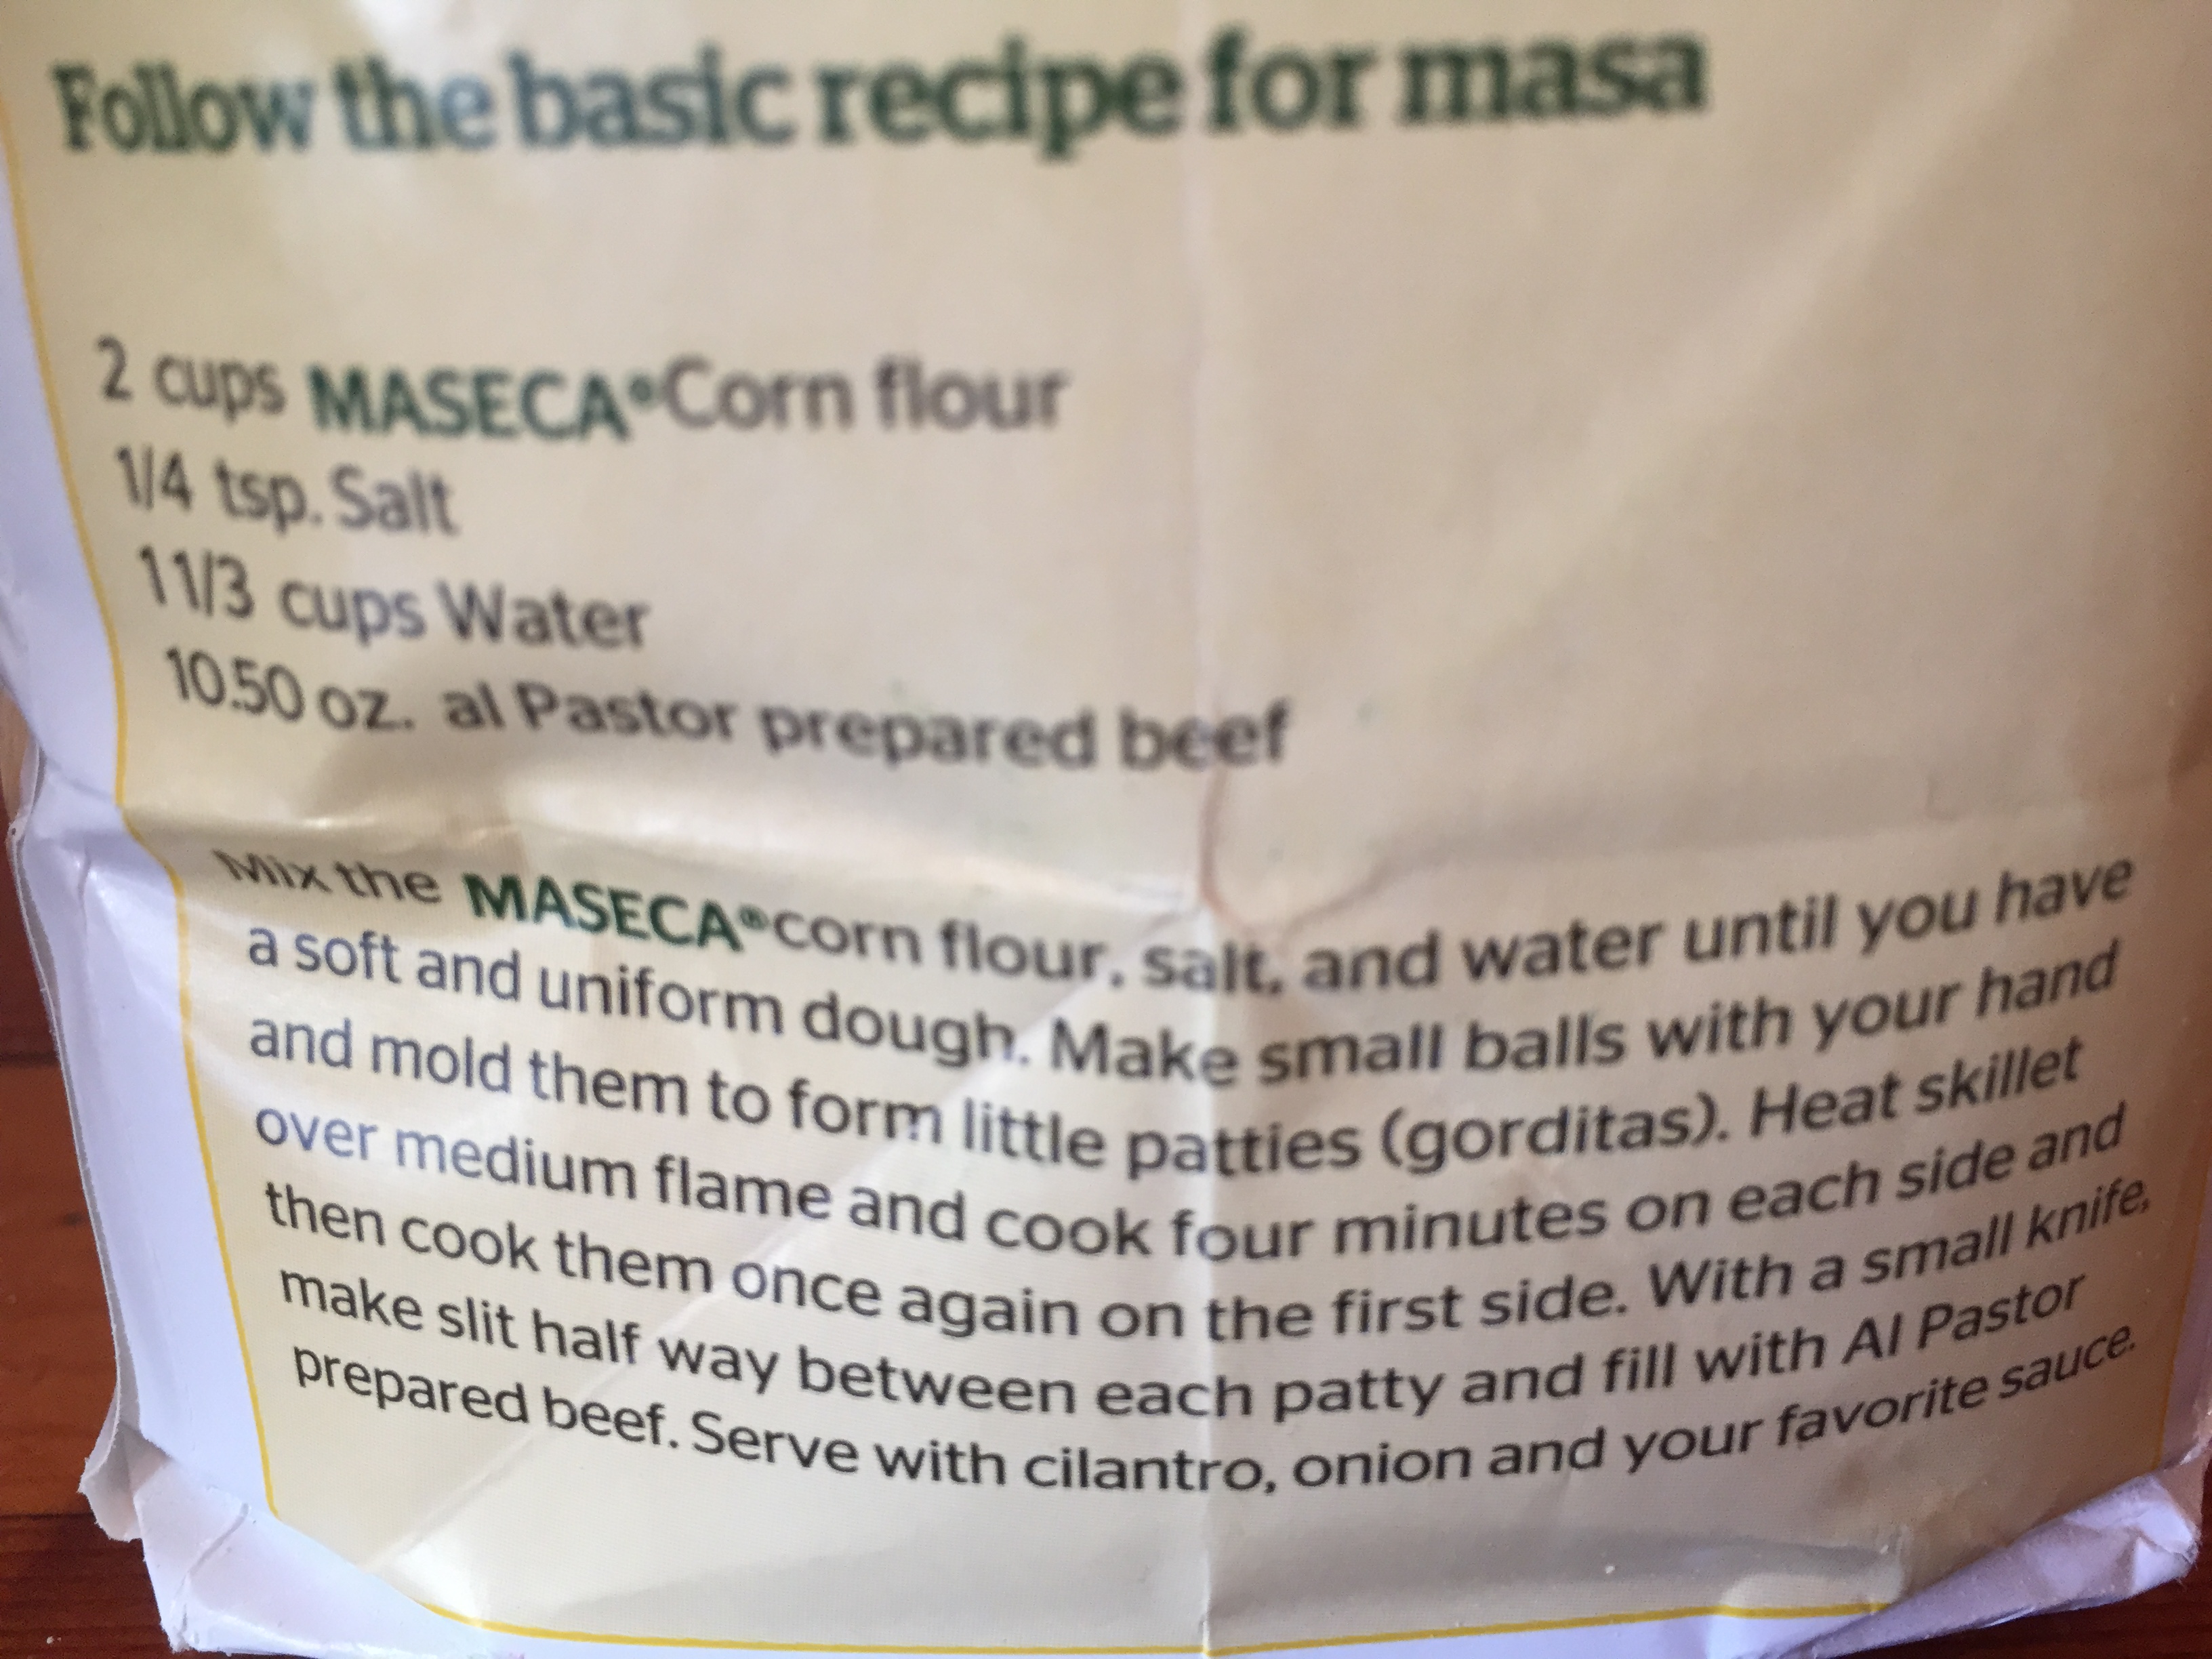 Follow the basic recipe for masa
2 cups MASECA® Corn flour
1/4 tsp. Salt
1 1/3 cups Water
10.50 oz. al Pastor prepared beef
Mix the MASECA® corn flour, salt, and water until you have
a soft and uniform dough. Make small balls with your hand
and mold them to form little patties (gorditas). Heat skillet
over medium flame and cook four minutes on each side and
then cook them once again on the first side. With a small knife,
make slit half way between each patty and fill with Al Pastor
prepared beef. Serve with cilantro, onion and your favorite sauce.